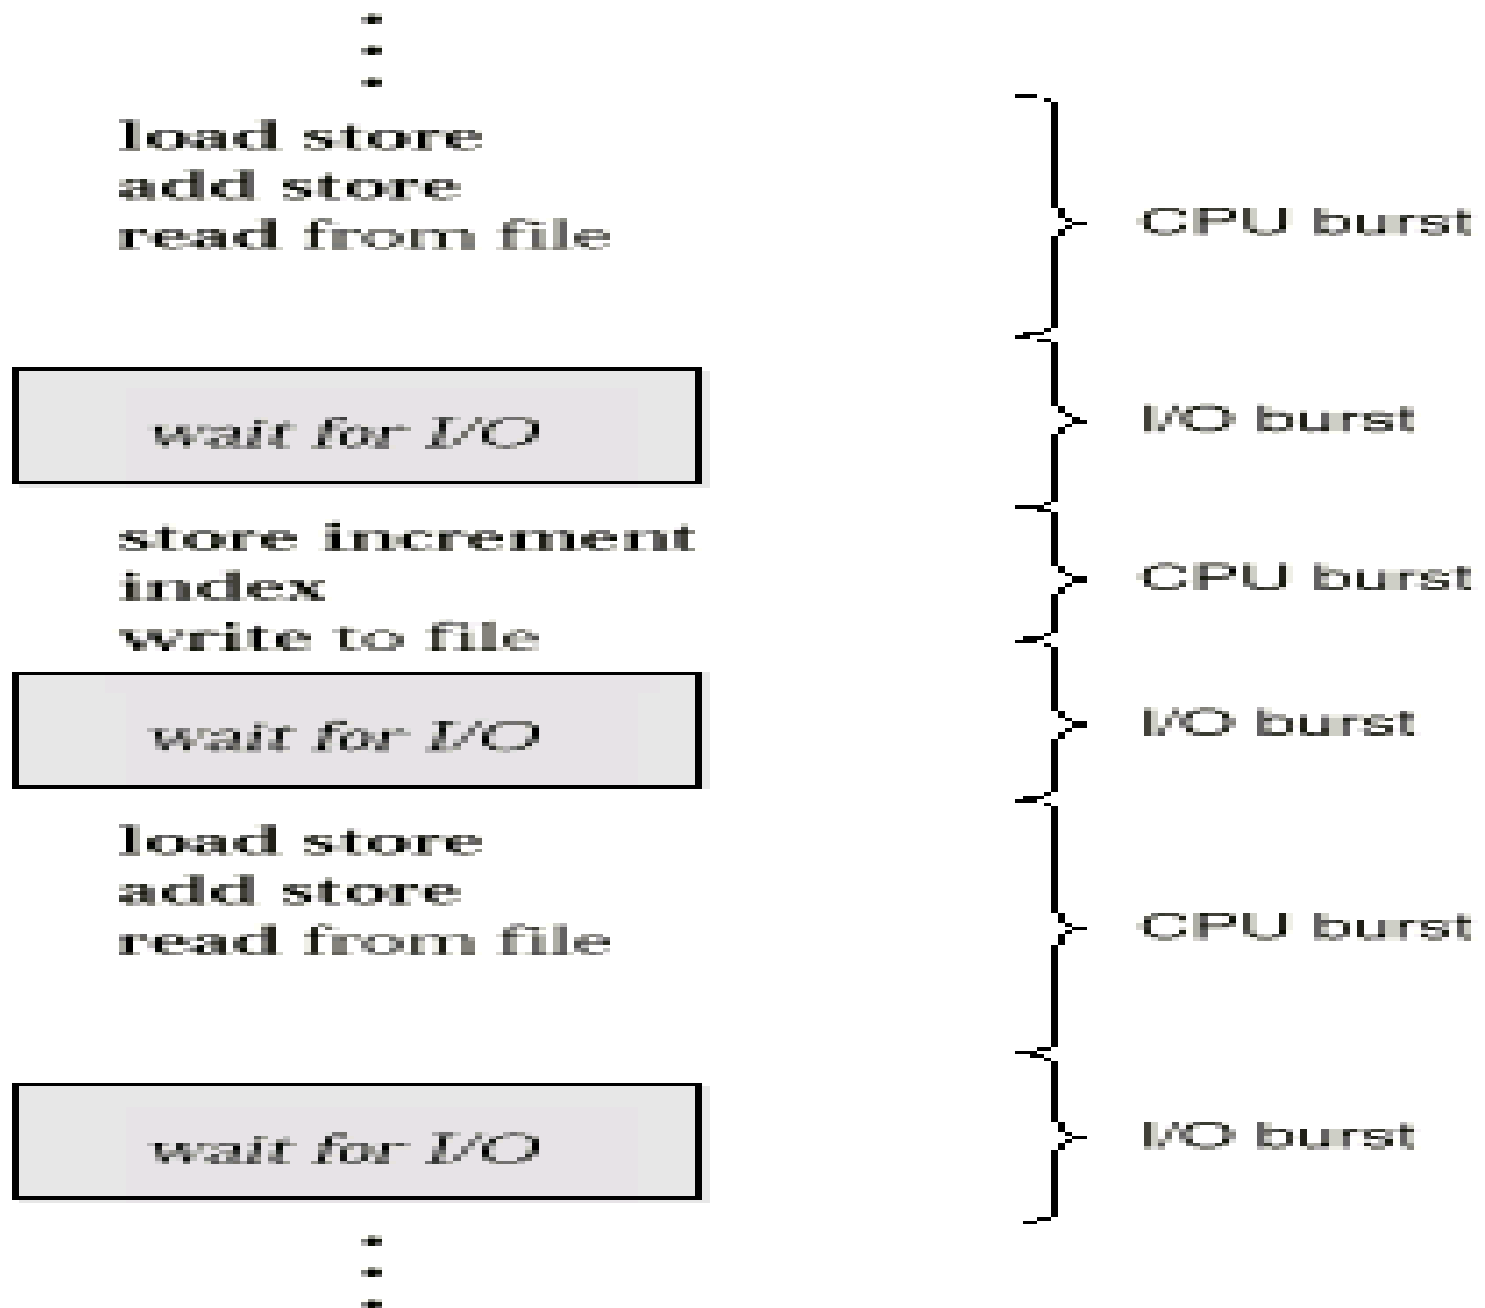 load store
add store
read from file
CPU burst
wait for I/O
I/O burst
store increment
index
write to file
CPU burst
wait for I/O
I/O burst
load store
add store
read from file
CPU burst
wait for I/O
I/O burst